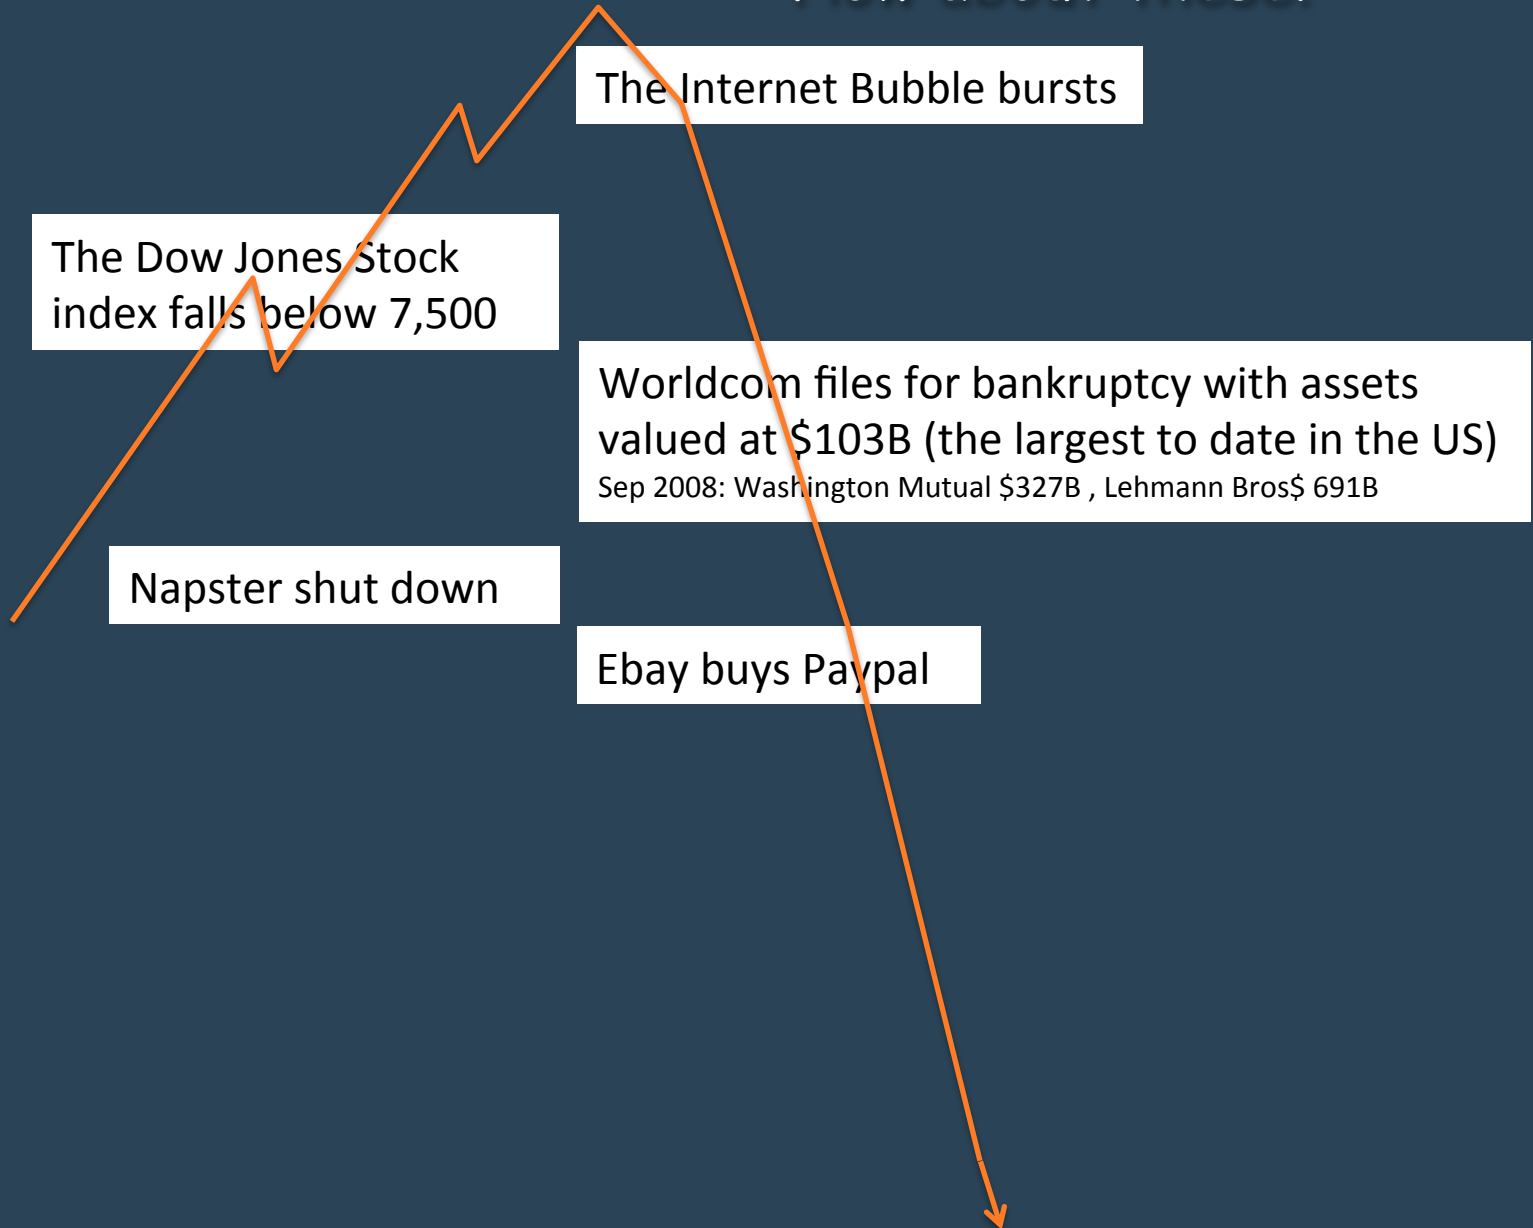 The Internet Bubble bursts
The Dow Jones Stock
index falls below 7,500
Worldcom files for bankruptcy with assets
valued at $103B (the largest to date in the US)
Sep 2008: Washington Mutual $327B , Lehmann Bros$ 691B
Napster shut down
Ebay buys Paypal